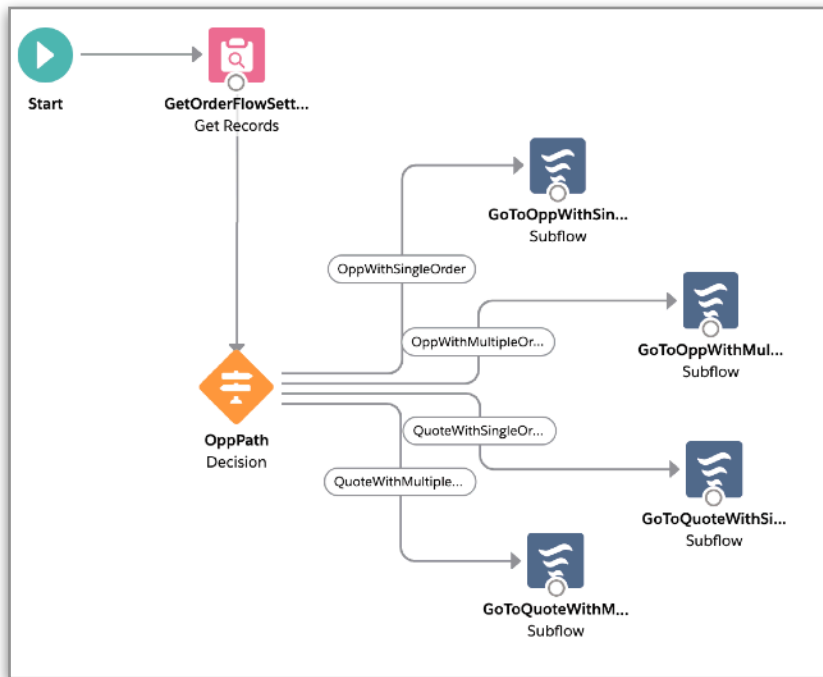 Start
GetOrderFlowSett...
Get Records
GoToOppWithSin...
Subflow
OppWithSingleOrder
OppWithMultipleOr...
GoToOppWithMul...
Subflow
OppPath
Decision
QuoteWithSingleOr...
QuoteWithMultiple...
GoToQuoteWithSi...
Subflow
GoToQuoteWithM...
Subflow